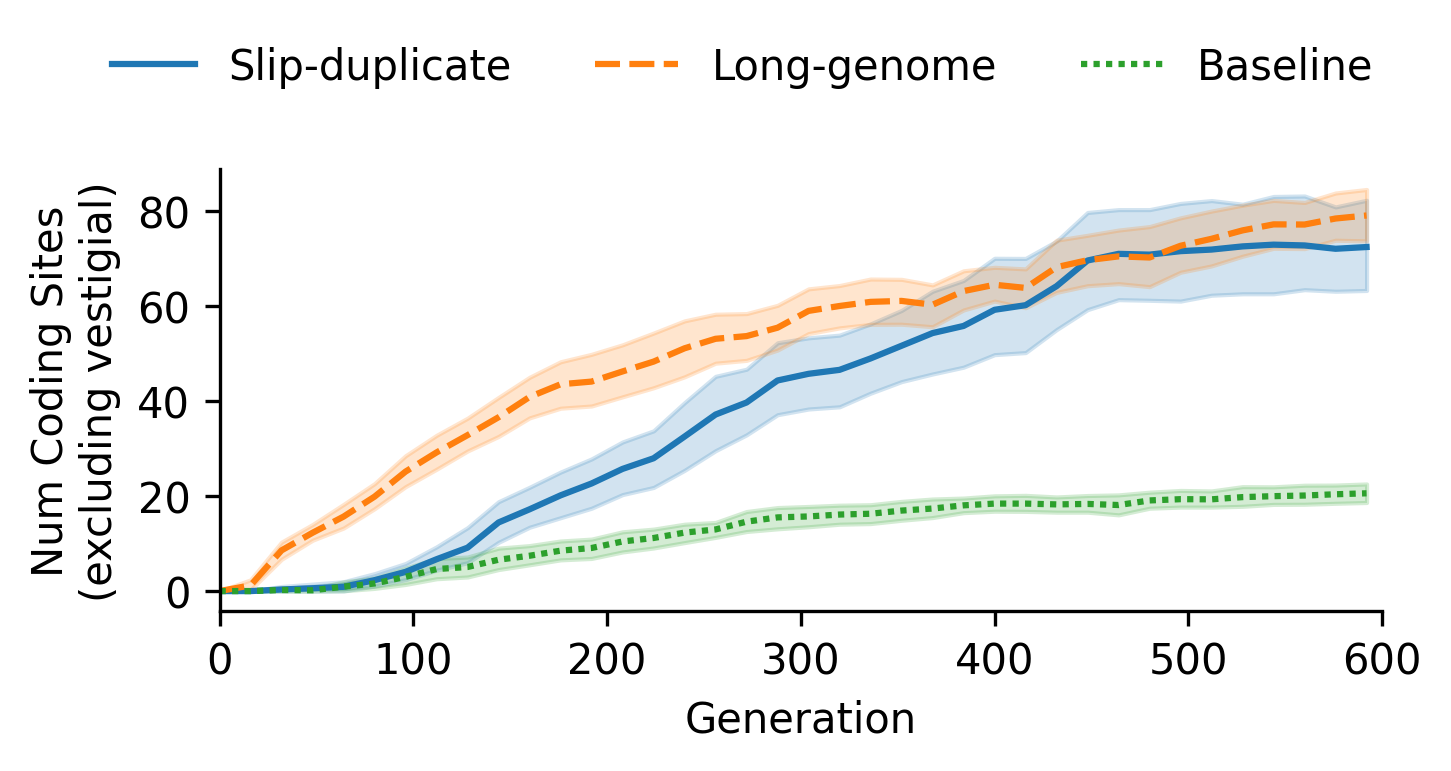 Slip-duplicate Long-genome Baseline
Num Coding Sites
(excluding vestigial)
80
60
40
20
0
0 100 200 300 400 500 600
Generation